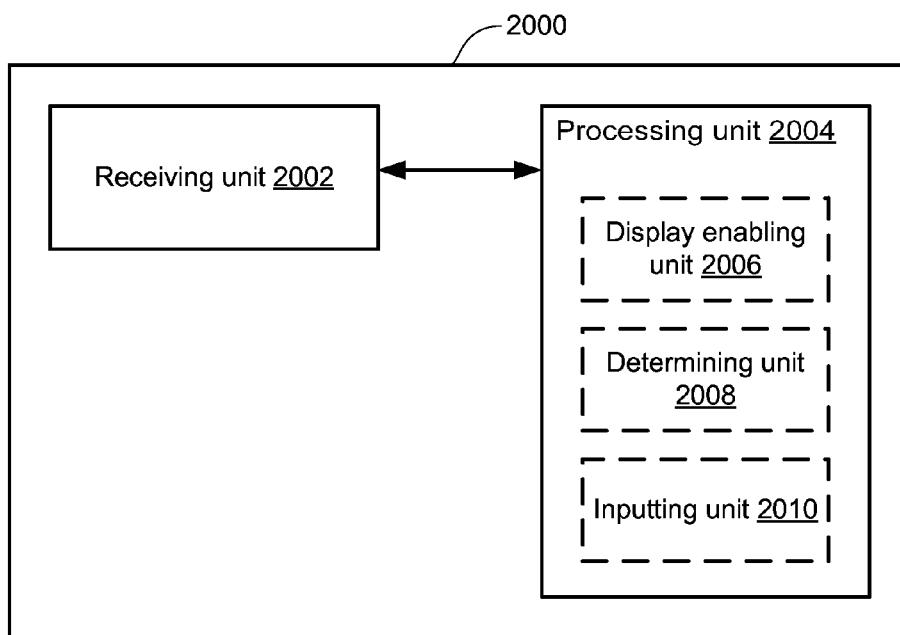 2000
Receiving unit 2002
Processing unit 2004
Display enabling
unit 2006
Determining unit
2008
Inputting unit 2010